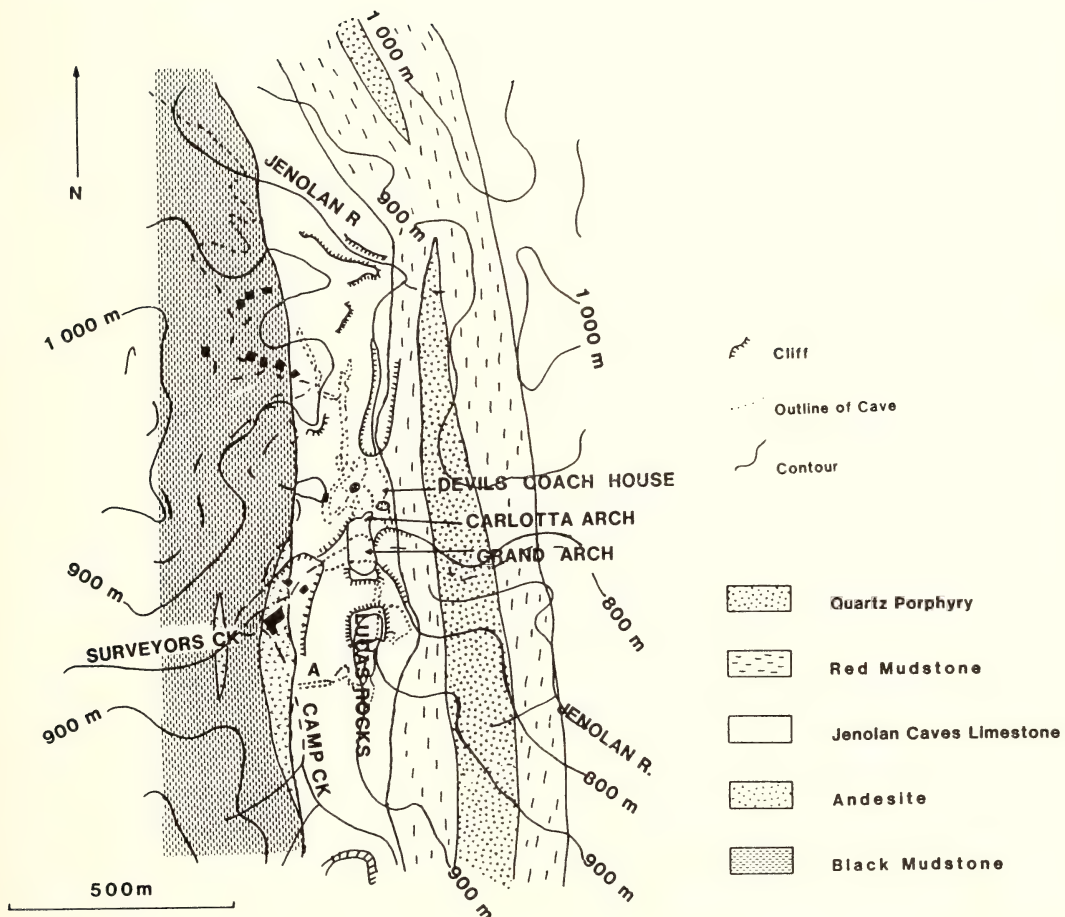 1 000 m
N
JENOLAN R
900 m
1 000 m
1 000 m
Cliff
Outline of Cave
Contour
DEVILS COACH HOUSE
CARLOTTA ARCH
GRAND ARCH
900 m
800 m
SURVEYORS CK
A
LUCAS ROCKS
CAMP CK
900 m
JENOLAN R.
800 m
900 m
900 m
500m
Quartz Porphyry
Red Mudstone
Jenolan Caves Limestone
Andesite
Black Mudstone